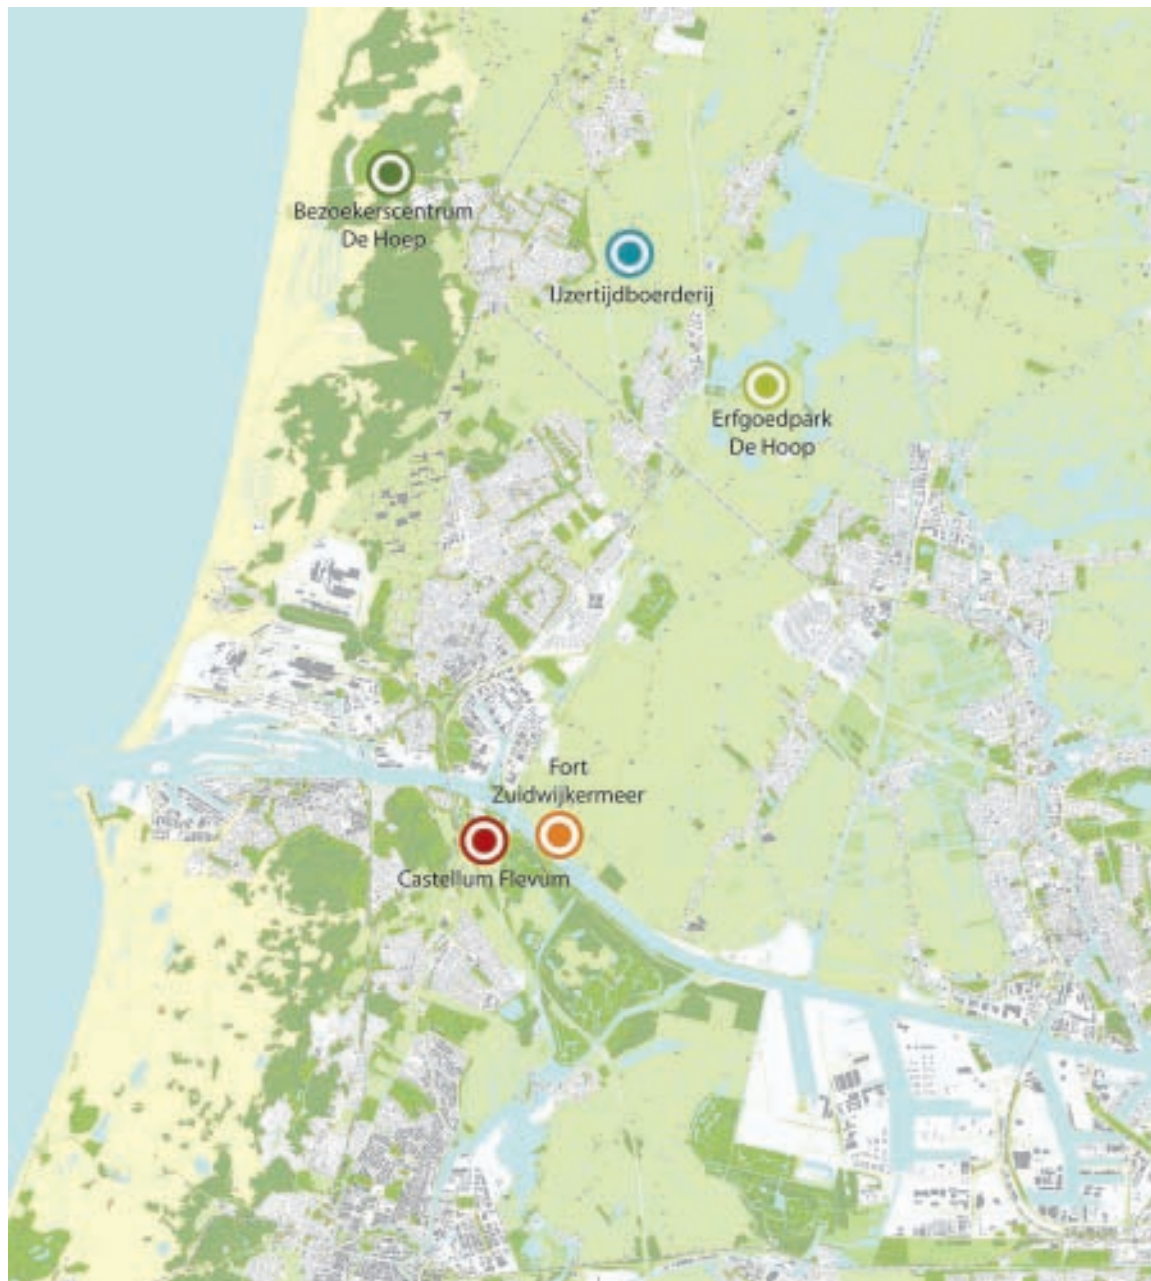 Bezoekerscentrum
De Hoep
IJzertijdboerderij
Erfgoedpark
De Hoop
Fort
Zuidwijkermeer
Castellum Flevum